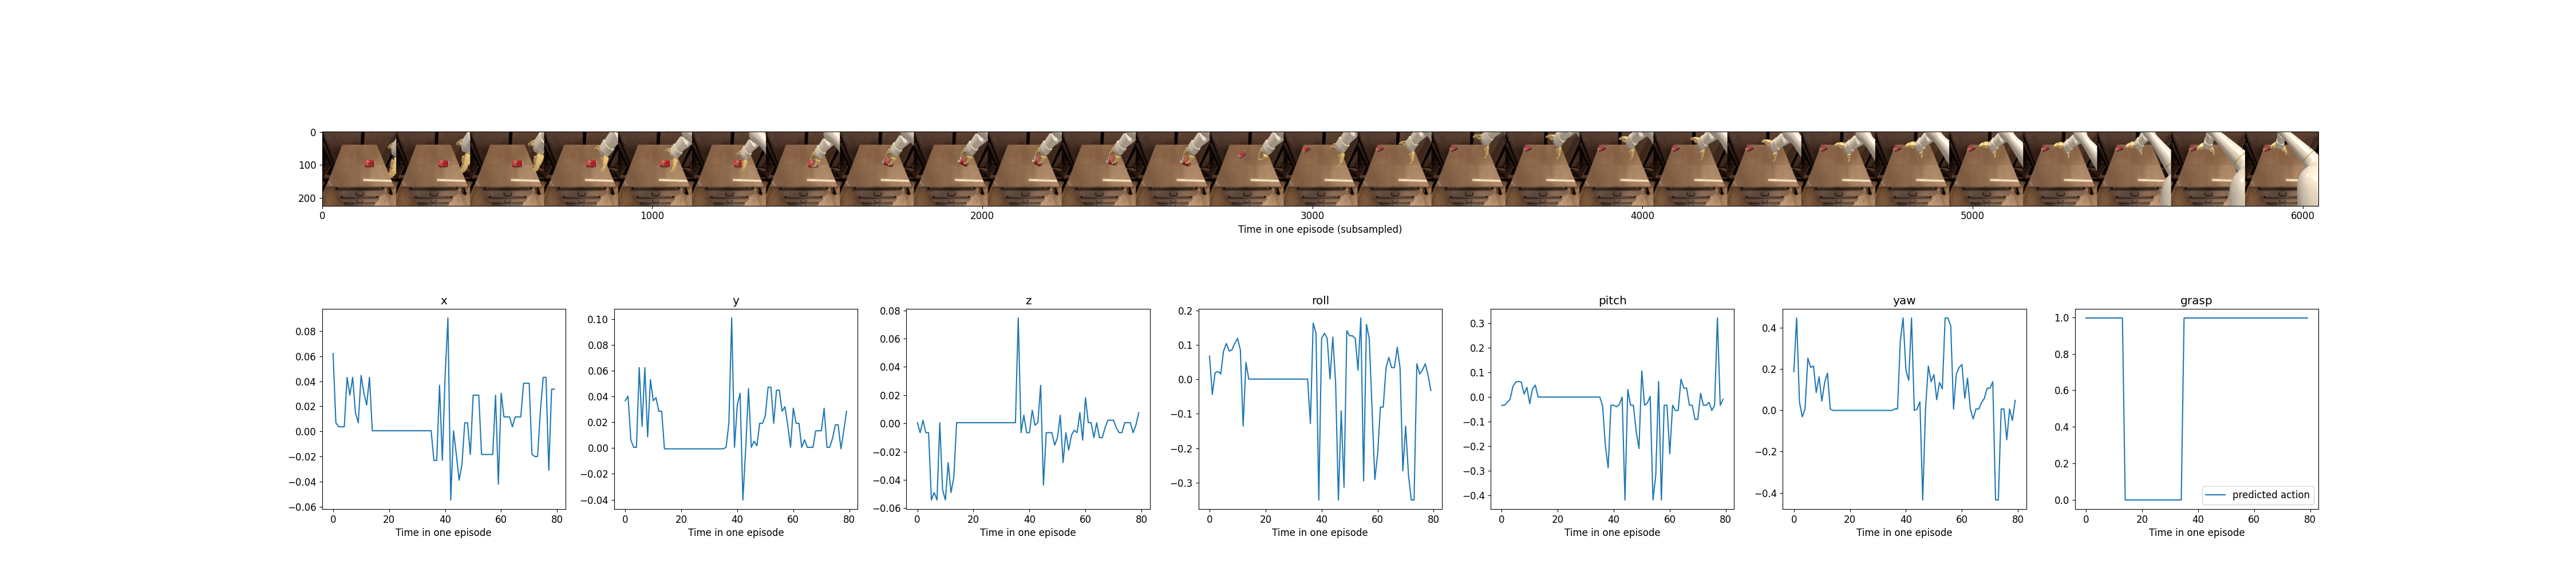 0
100
200
0 1000 2000 3000 4000 5000 6000
Time in one episode (subsampled)
x
0.08
0.06
0.04
0.02
0.00
−0.02
−0.04
−0.06
0 20 40 60 80
Time in one episode
y
0.10
0.08
0.06
0.04
0.02
0.00
−0.02
−0.04
0 20 40 60 80
Time in one episode
z
0.08
0.06
0.04
0.02
0.00
−0.02
−0.04
−0.06
0 20 40 60 80
Time in one episode
roll
0.2
0.1
0.0
−0.1
−0.2
−0.3
0 20 40 60 80
Time in one episode
pitch
0.3
0.2
0.1
0.0
−0.1
−0.2
−0.3
−0.4
0 20 40 60 80
Time in one episode
yaw
0.4
0.2
0.0
−0.2
−0.4
0 20 40 60 80
Time in one episode
grasp
1.0
0.8
0.6
0.4
0.2
0.0
predicted action
0 20 40 60 80
Time in one episode